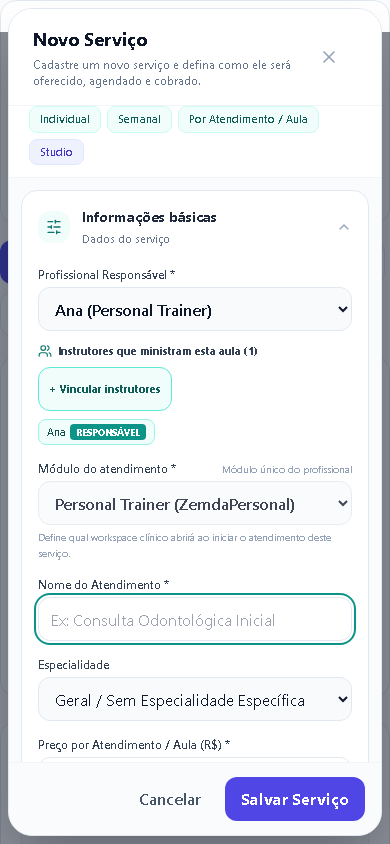 Novo Serviço
Cadastre um novo serviço e defina como ele será
oferecido, agendado e cobrado.
Individual
Semanal
Por Atendimento / Aula
Studio
Informações básicas
Dados do serviço
Profissional Responsável *
Ana (Personal Trainer)
Instrutores que ministram esta aula (1)
+ Vincular instrutores
Ana RESPONSÁVEL
Módulo do atendimento *
Módulo único do profissional
Personal Trainer (ZemdaPersonal)
Define qual workspace clínico abrirá ao iniciar o atendimento deste
serviço.
Nome do Atendimento *
Ex: Consulta Odontológica Inicial
Especialidade
Geral / Sem Especialidade Específica
Preço por Atendimento / Aula (R$) *
Cancelar
Salvar Serviço